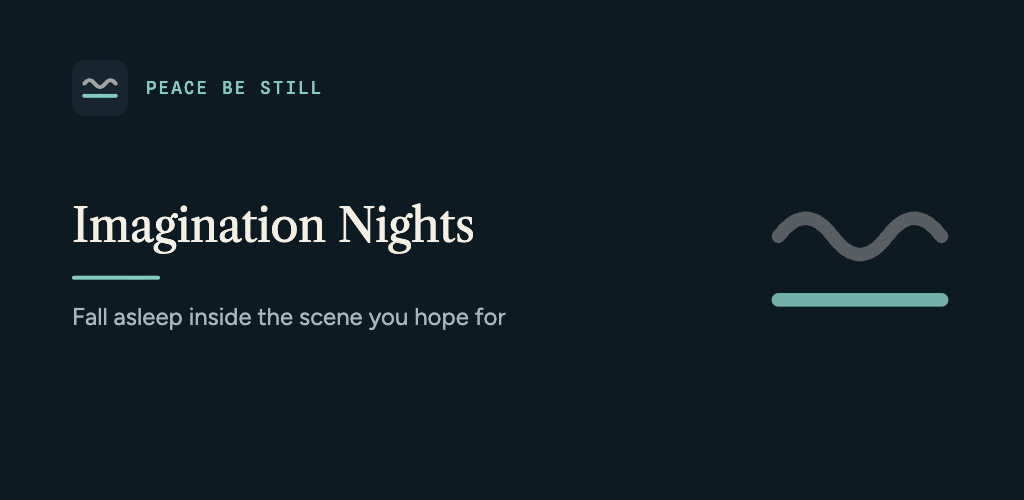 PEACE BE STILL
Imagination Nights
Fall asleep inside the scene you hope for